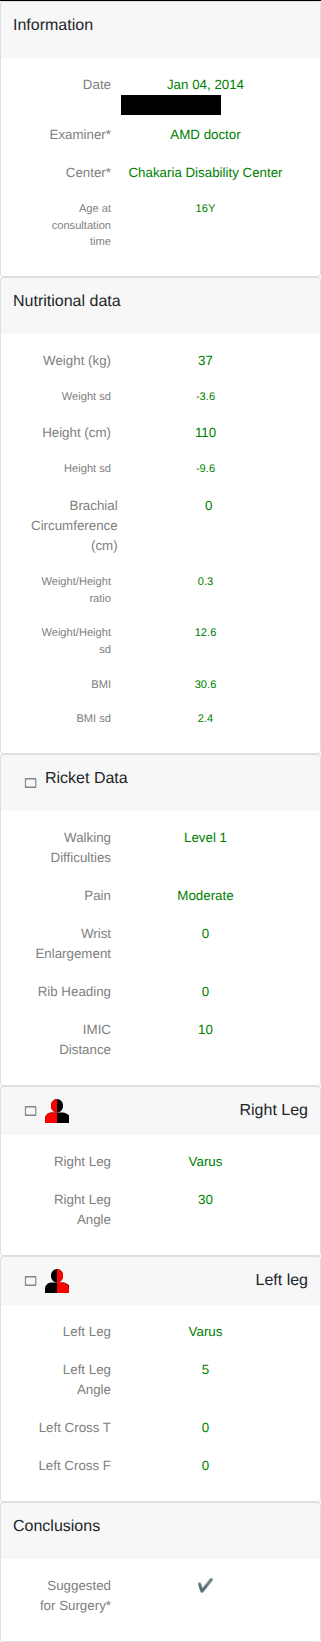 Information
Date Jan 04, 2014
Examiner* AMD doctor
Center* Chakaria Disability Center
Age at 16Y
consultation
time
Nutritional data
Weight (kg) 37
Weight sd -3.6
Height (cm) 110
Height sd -9.6
Brachial 0
Circumference
(cm)
Weight/Height 0.3
ratio
Weight/Height 12.6
sd
BMI 30.6
BMI sd 2.4
Ricket Data
Walking Level 1
Difficulties
Pain Moderate
Wrist 0
Enlargement
Rib Heading 0
IMIC 10
Distance
Right Leg
Right Leg Varus
Right Leg 30
Angle
Left leg
Left Leg Varus
Left Leg 5
Angle
Left Cross T 0
Left Cross F 0
Conclusions
Suggested ✔
for Surgery*